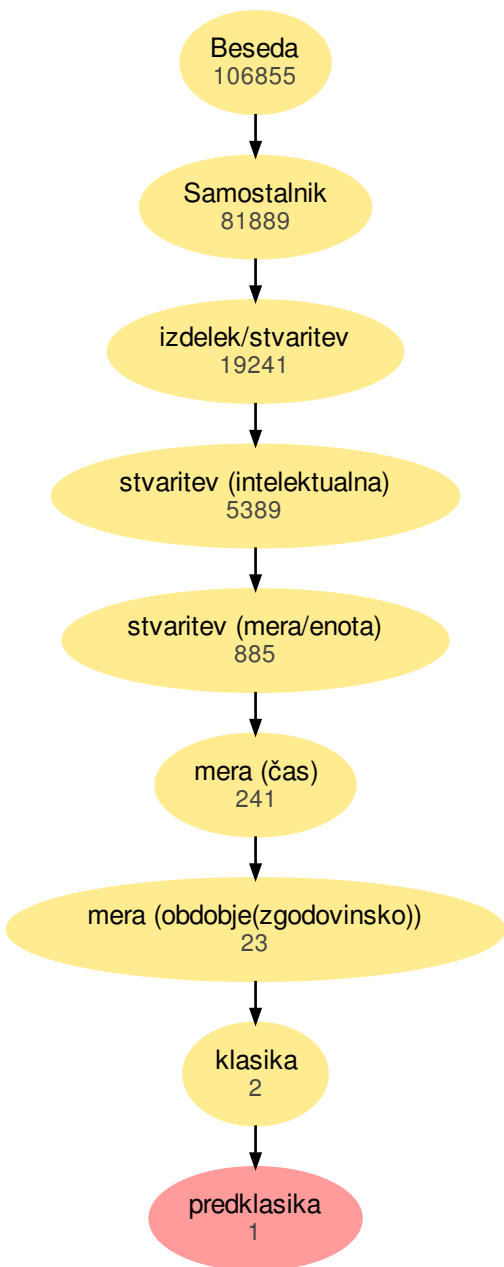 Beseda
106855
Samostalnik
81889
izdelek/stvaritev
19241
stvaritev (intelektualna)
5389
stvaritev (mera/enota)
885
mera (čas)
241
mera (obdobje(zgodovinsko))
23
klasika
2
predklasika
1